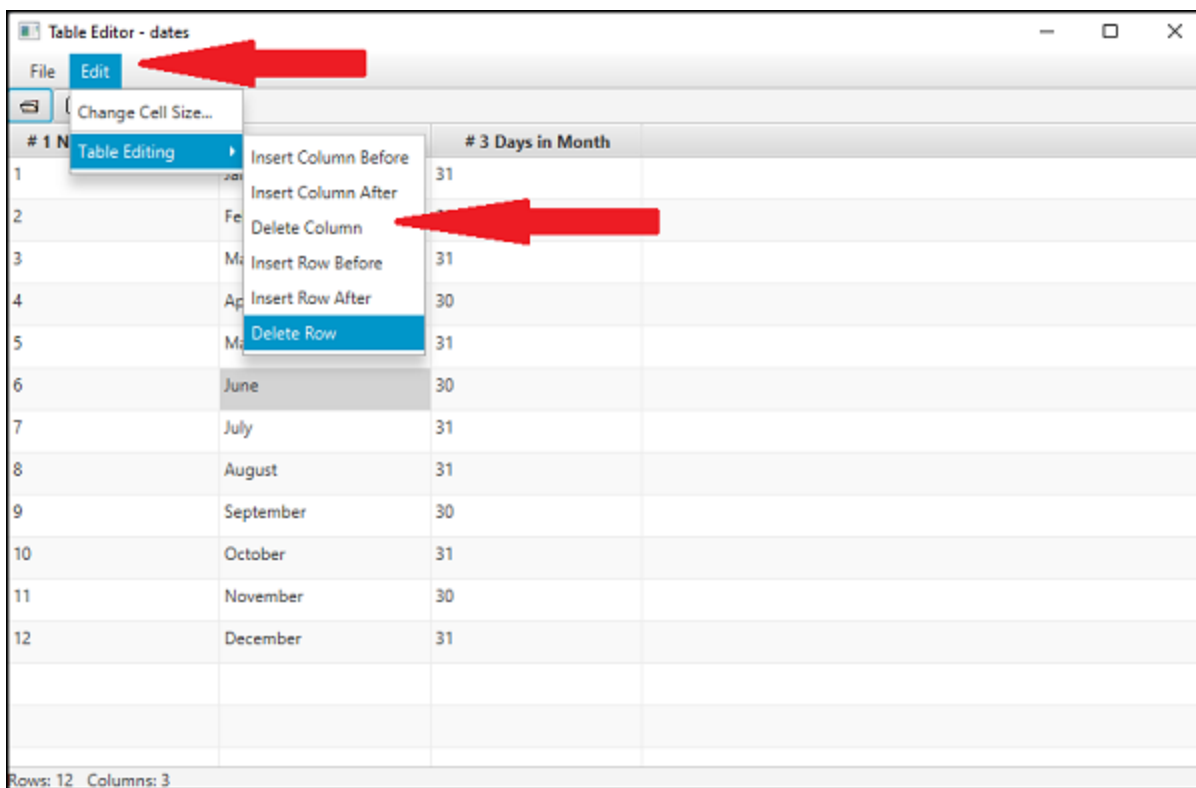 Table Editor - dates
File Edit
Change Cell Size...
# 1 # 3 Days in Month
Table Editing
Insert Column Before
1 31
Insert Column After
2
Delete Column
3 31
Insert Row Before
4 30
Insert Row After
5 31
Delete Row
6 June 30
7 July 31
8 August 31
9 September 30
10 October 31
11 November 30
12 December 31
Rows: 12 Columns: 3